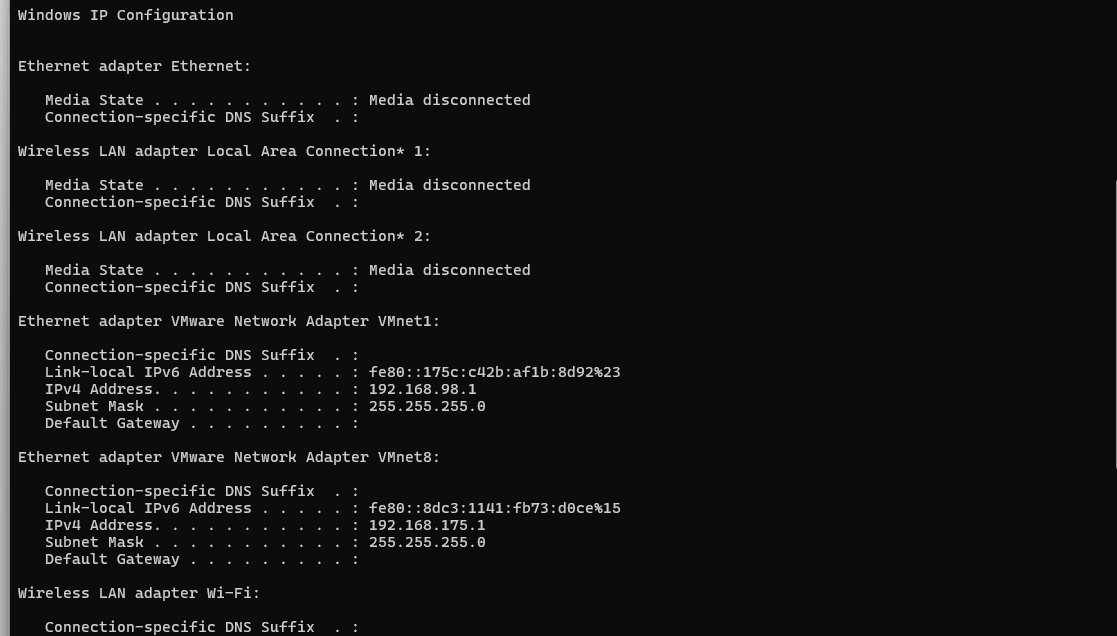 Windows IP Configuration
Ethernet adapter Ethernet:
Media State . . . . . . . . . . . : Media disconnected
Connection-specific DNS Suffix  . :
Wireless LAN adapter Local Area Connection* 1:
Media State . . . . . . . . . . . : Media disconnected
Connection-specific DNS Suffix  . :
Wireless LAN adapter Local Area Connection* 2:
Media State . . . . . . . . . . . : Media disconnected
Connection-specific DNS Suffix  . :
Ethernet adapter VMware Network Adapter VMnet1:
Connection-specific DNS Suffix  . :
Link-local IPv6 Address . . . . . : fe80::175c:c42b:af1b:8d92%23
IPv4 Address. . . . . . . . . . . : 192.168.98.1
Subnet Mask . . . . . . . . . . . : 255.255.255.0
Default Gateway . . . . . . . . . :
Ethernet adapter VMware Network Adapter VMnet8:
Connection-specific DNS Suffix  . :
Link-local IPv6 Address . . . . . : fe80::8dc3:1141:fb73:d0ce%15
IPv4 Address. . . . . . . . . . . : 192.168.175.1
Subnet Mask . . . . . . . . . . . : 255.255.255.0
Default Gateway . . . . . . . . . :
Wireless LAN adapter Wi-Fi:
Connection-specific DNS Suffix  . :